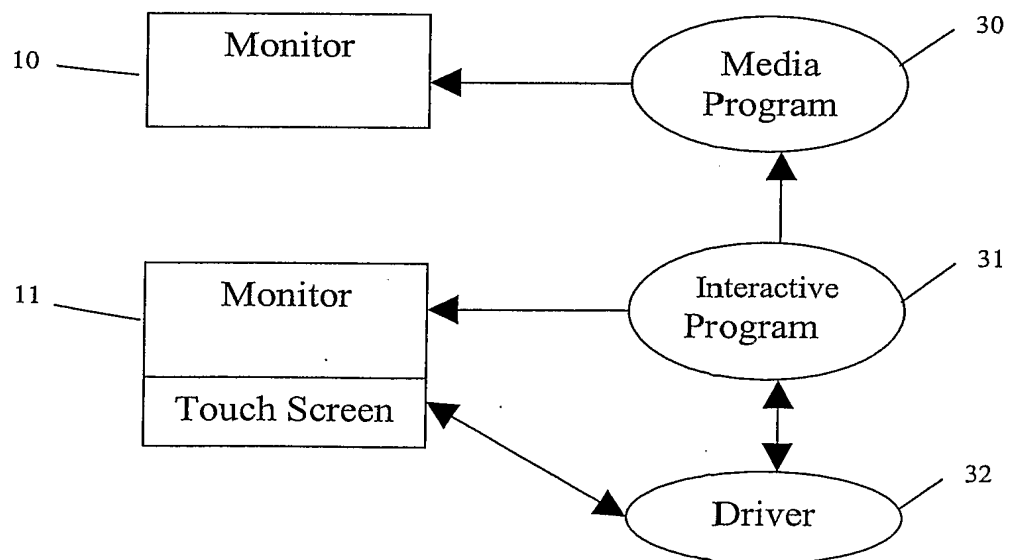 10
Monitor
Media
Program
30
11
Monitor
Touch Screen
Interactive
Program
31
Driver
32